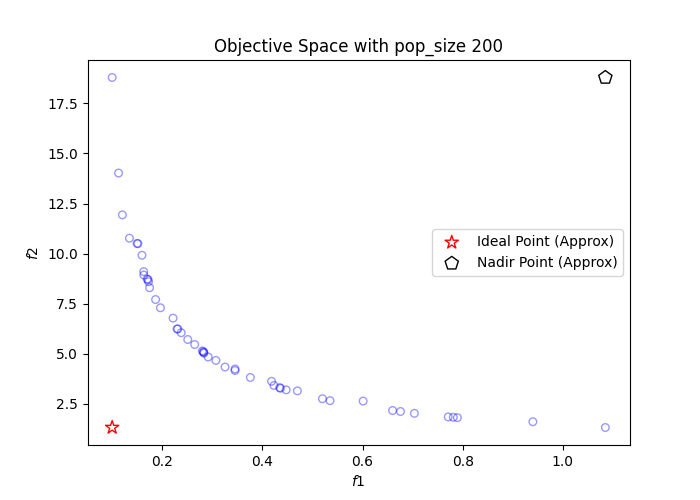 Objective Space with pop_size 200
17.5
15.0
12.5
10.0
7.5
5.0
2.5
f2
Ideal Point (Approx)
Nadir Point (Approx)
0.2 0.4 0.6 0.8 1.0
f1